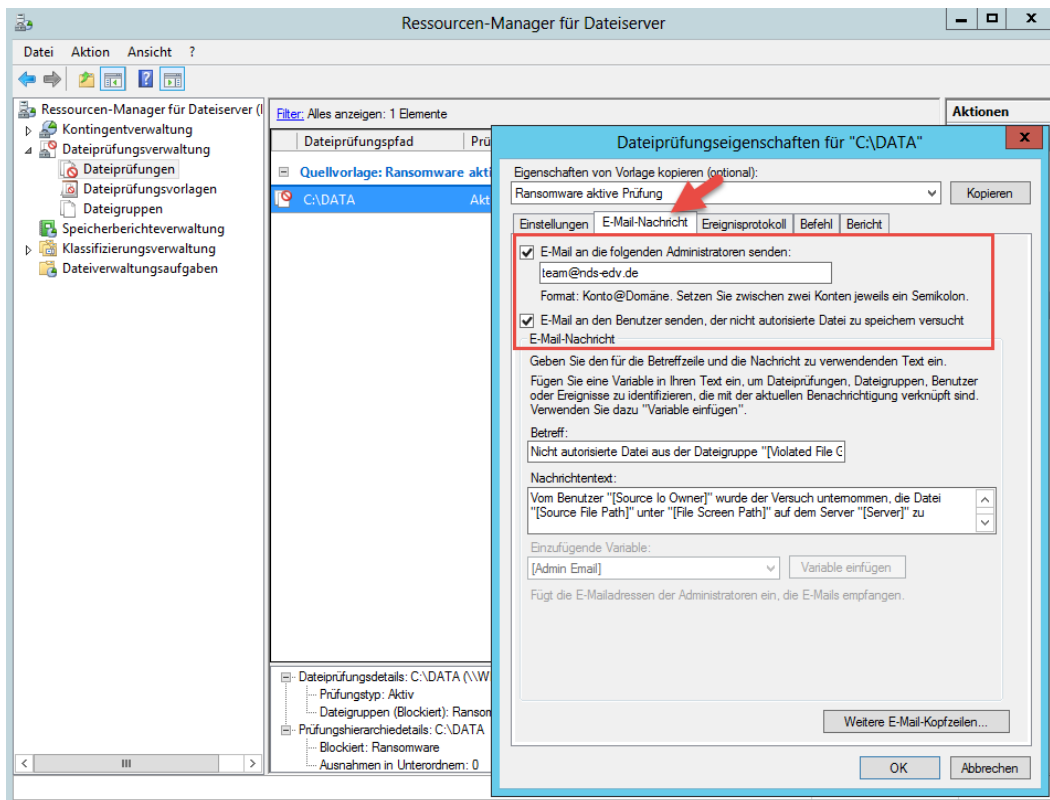 Ressourcen-Manager für Dateiserver
Datei Aktion Ansicht ?
Ressourcen-Manager für Dateiserver (l
Kontingentverwaltung
Dateiprüfungsverwaltung
Dateiprüfungen
Dateiprüfungsvorlagen
Dateigruppen
Speicherberichteverwaltung
Klassifizierungsverwaltung
Dateiverwaltungsaufgaben
Filter: Alles anzeigen: 1 Elemente
Dateiprüfungspfad Prü
Quellvorlage: Ransomware akti
C:\DATA Akt
Dateiprüfungsdetails: C:\DATA (\\W
Prüfungstyp: Aktiv
Dateigruppen (Blockiert): Ranson
Prüfungshierarchiedetails: C:\DATA
Blockiert: Ransomware
Ausnahmen in Unterordnern: 0
Aktionen
Dateiprüfungseigenschaften für "C:\DATA"
Eigenschaften von Vorlage kopieren (optional):
Ransomware aktive Prüfung Kopieren
Einstellungen E-Mail-Nachricht Ereignisprotokoll Befehl Bericht
E-Mail an die folgenden Administratoren senden:
team@nds-edv.de
Format: Konto@Domäne. Setzen Sie zwischen zwei Konten jeweils ein Semikolon.
E-Mail an den Benutzer senden, der nicht autorisierte Datei zu speichern versucht
E-Mail-Nachricht
Geben Sie den für die Betreffzeile und die Nachricht zu verwendenden Text ein.
Fügen Sie eine Variable in Ihren Text ein, um Dateiprüfungen, Dateigruppen, Benutzer
oder Ereignisse zu identifizieren, die mit der aktuellen Benachrichtigung verknüpft sind.
Verwenden Sie dazu "Variable einfügen".
Betreff:
Nicht autorisierte Datei aus der Dateigruppe "[Violated File G
Nachrichtentext:
Vom Benutzer "[Source Io Owner]" wurde der Versuch unternommen, die Datei
"[Source File Path]" unter "[File Screen Path]" auf dem Server "[Server]" zu
Einzufügende Variable:
[Admin Email] Variable einfügen
Fügt die E-Mailadressen der Administratoren ein, die E-Mails empfangen.
Weitere E-Mail-Kopfzeilen...
OK Abbrechen